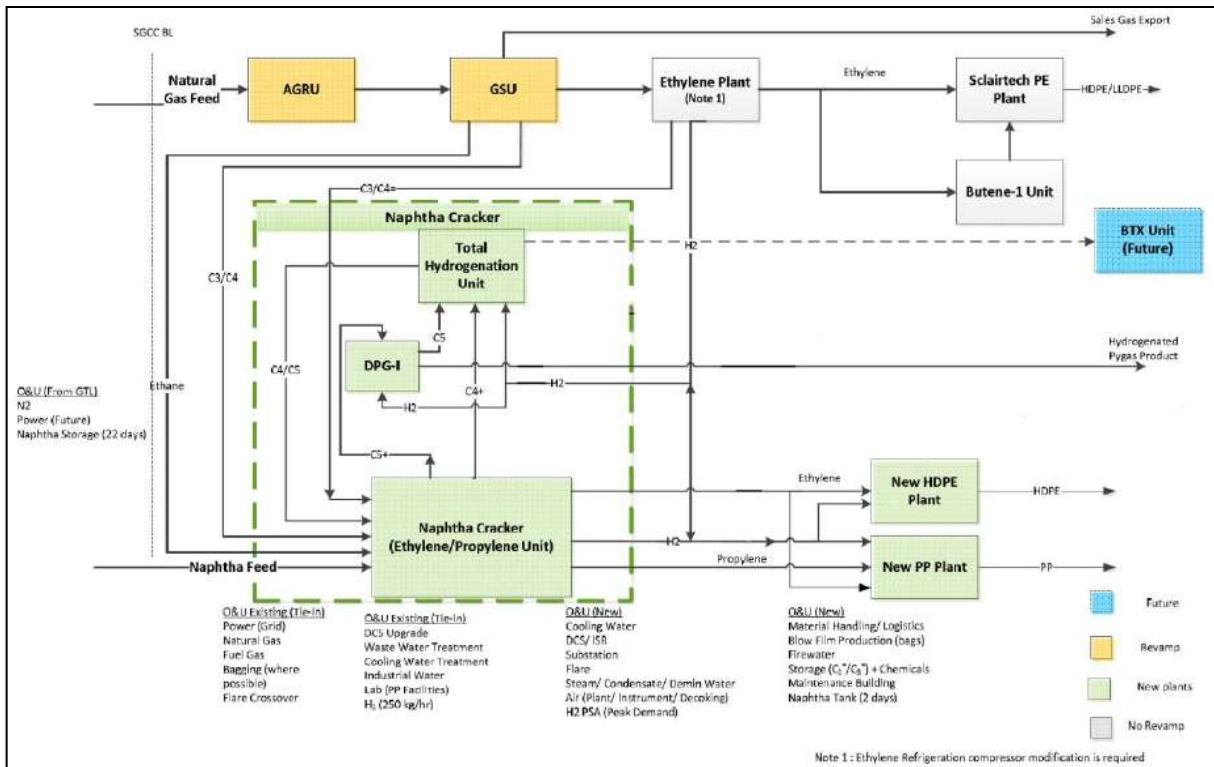 Sales Gas Export
SGCC BL
Natural
Gas Feed
AGRU
GSU
Ethylene Plant
(Note 1)
Ethylene
Sclairtech PE
Plant
HDPE/LLDPE
Butene-1 Unit
C3/C4=
Naphtha Cracker
Total
Hydrogenation
Unit
H2
BTX Unit
(Future)
C3/C4
C5
DPG-I
Hydrogenated
Pygas Product
C4/C5
C4+
H2
H2
Ethane
O&U (From GTL)
N2
Power (Future)
Naphtha Storage (22 days)
C5+
Naphtha Cracker
(Ethylene/Propylene Unit)
Ethylene
New HDPE
Plant
HDPE
H2
Propylene
New PP Plant
PP
Naphtha Feed
O&U Existing (Tie-In)
Power (Grid)
Natural Gas
Fuel Gas
Bagging (where
possible)
Flare Crossover
O&U Existing (Tie-In)
DCS Upgrade
Waste Water Treatment
Cooling Water Treatment
Industrial Water
Lab (PP Facilities)
H₂ (250 kg/hr)
O&U (New)
Cooling Water
DCS/ ISR
Substation
Flare
Steam/ Condensate/ Demin Water
Air (Plant/ Instrument/ Decoking)
H2 PSA (Peak Demand)
O&U (New)
Material Handling/ Logistics
Blow Film Production (bags)
Firewater
Storage + Chemicals
Maintenance Building
Naphtha Tank (2 days)
Future
Revamp
New plants
No Revamp
Note 1 : Ethylene Refrigeration compressor modification is required